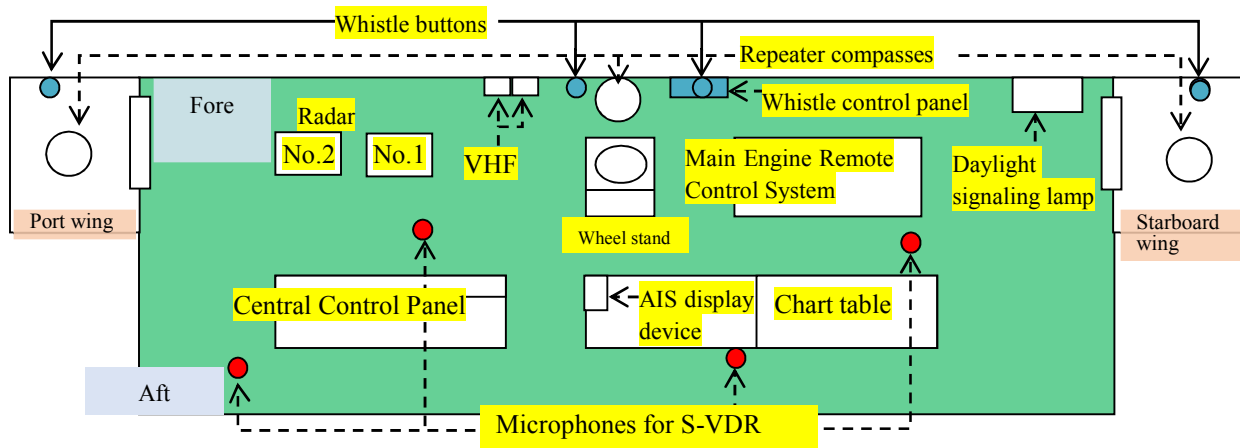 Whistle buttons
Repeater compasses
Fore
Radar
No.2
No.1
VHF
Whistle control panel
Main Engine Remote
Control System
Daylight
signaling lamp
Port wing
Wheel stand
Starboard
wing
Central Control Panel
AIS display
device
Chart table
Aft
Microphones for S-VDR